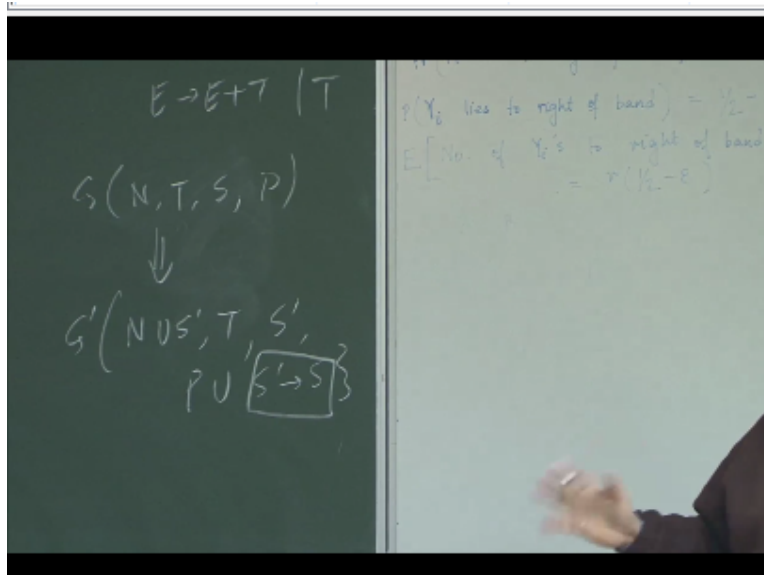 E → E+T | T
G(N, T, S, P)
⇓
G'(N ∪ S', T, S',
P ∪ S' → S}
P(Yᵢ lies to right of band) = 1/2 -
E[No. of Yᵢ's to right of band
= r(1/2 - ε)